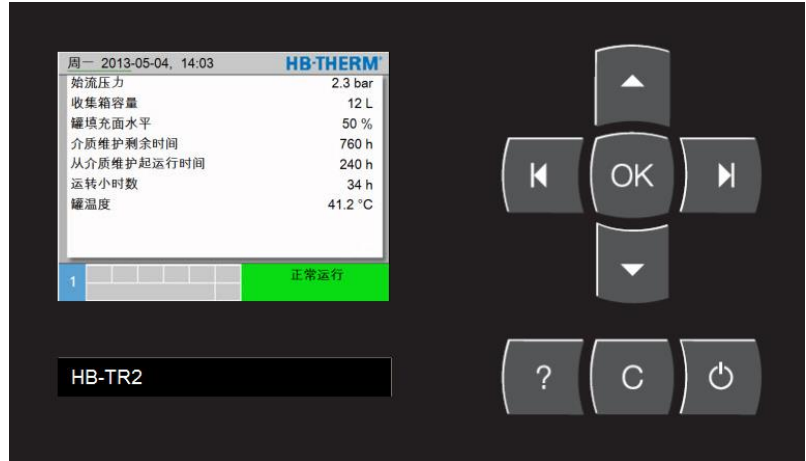 周一 2013-05-04, 14:03 HB-THERM®
始流压力 2.3 bar
收集箱容量 12 L
罐填充面水平 50 %
介质维护剩余时间 760 h
从介质维护起运行时间 240 h
运转小时数 34 h
罐温度 41.2 °C
1 正常运行
OK
HB-TR2
? C